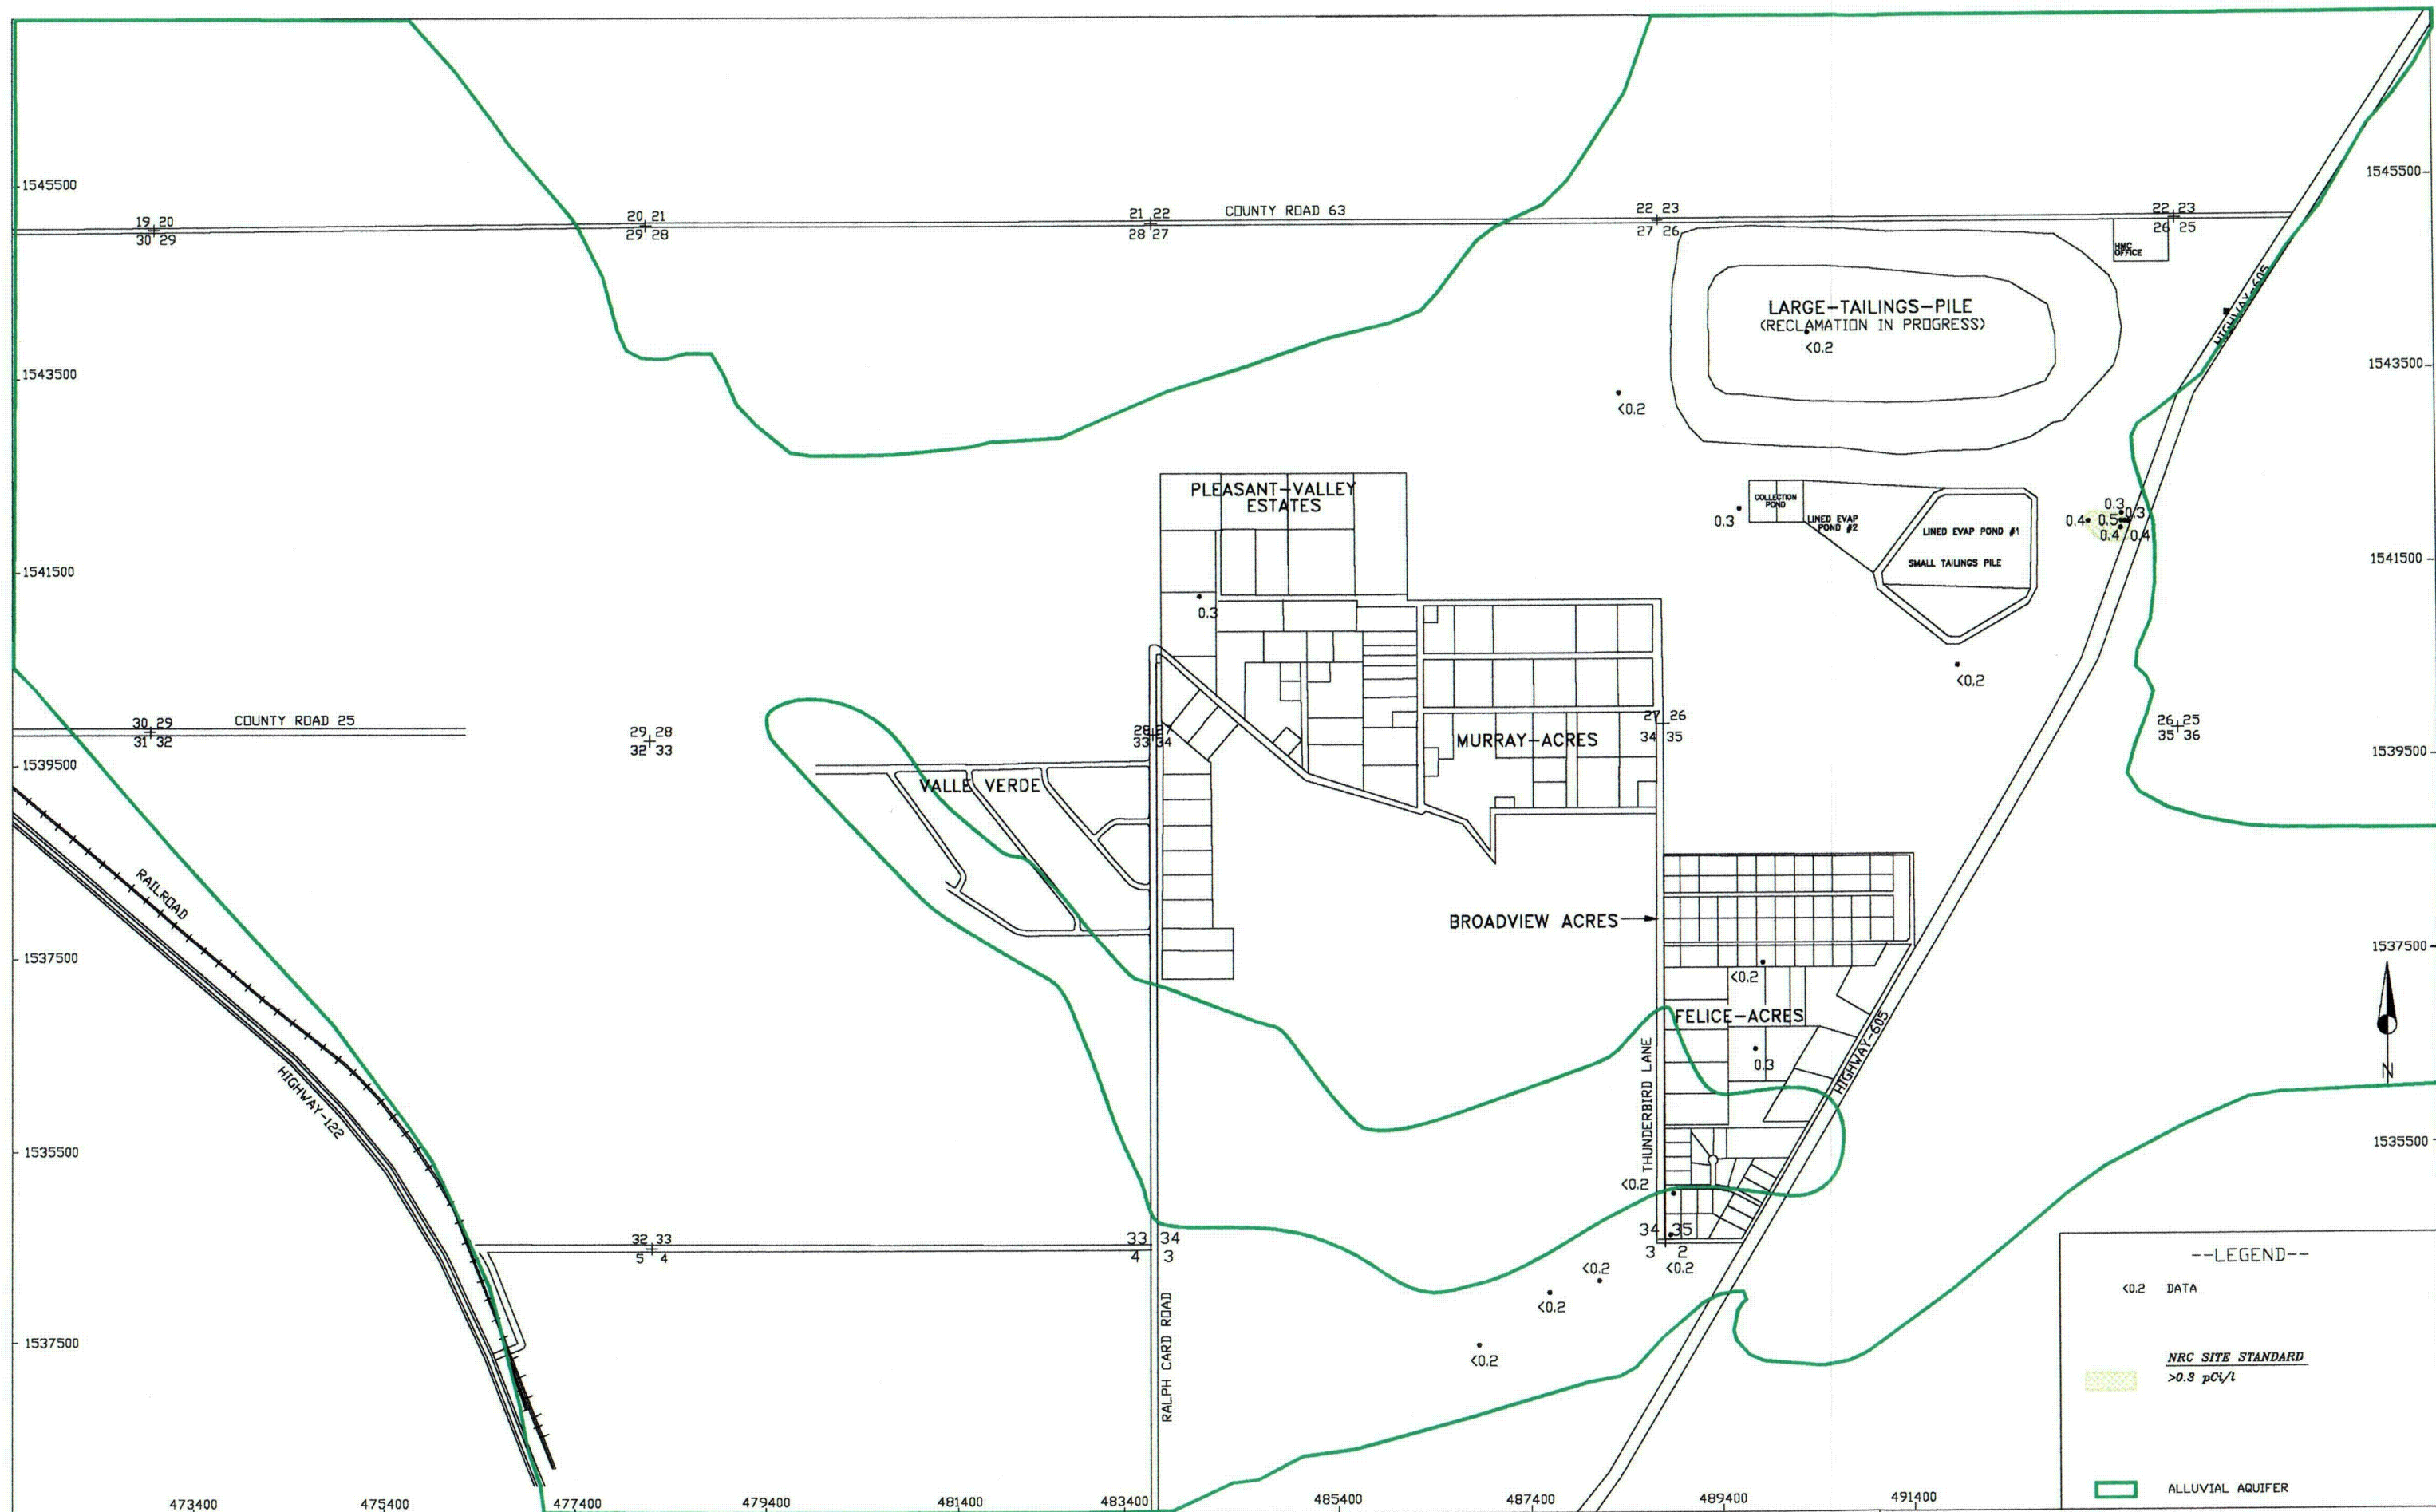 1545500
1545500
19 20
30 29
20 21
29 28
21 22
28 27
COUNTY ROAD 63
22 23
27 26
22 23
26 25
HMC
OFFICE
HIGHWAY-605
LARGE-TAILINGS-PILE
(RECLAMATION IN PROGRESS)
<0.2
1543500
1543500
<0.2
PLEASANT-VALLEY
ESTATES
COLLECTION
POND
0.3
LINED EVAP
POND #2
LINED EVAP POND #1
SMALL TAILINGS PILE
0.3
0.3
0.4
0.5
0.4
0.4
1541500
1541500
0.3
<0.2
30 29
31 32
COUNTY ROAD 25
29 28
32 33
28 27
33 34
27 26
34 35
26 25
35 36
MURRAY-ACRES
1539500
1539500
VALLE VERDE
RAILROAD
BROADVIEW ACRES
1537500
1537500
<0.2
FELICE-ACRES
0.3
HIGHWAY-605
THUNDERBIRD LANE
N
HIGHWAY-122
1535500
1535500
<0.2
32 33
5 4
33 34
4 3
34 35
3 2
<0.2
<0.2
<0.2
<0.2
1537500
RALPH CARD ROAD
--LEGEND--
<0.2 DATA
NRC SITE STANDARD
>0.3 pCi/l
ALLUVIAL AQUIFER
473400
475400
477400
479400
481400
483400
485400
487400
489400
491400